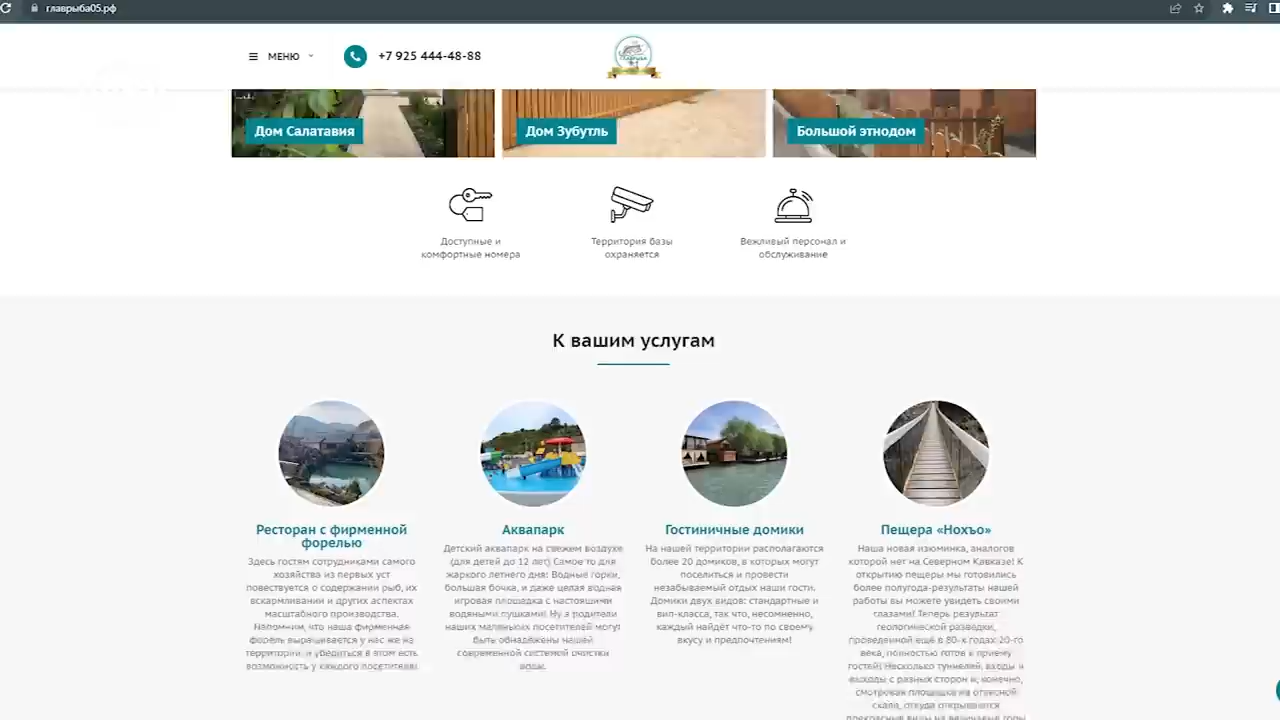 главрыба05.рф
МЕНЮ
+7 925 444-48-88
Дом Салатавия
Дом Зубутль
Большой этнодом
Доступные и
комфортные номера
Территория базы
охраняется
Вежливый персонал и
обслуживание
К вашим услугам
Ресторан с фирменной
форелью
Здесь гостям сотрудниками самого
хозяйства из первых уст
повествуется о содержании рыб, их
вскармливании и других аспектах
масштабного производства.
Напомним, что наша фирменная
форель выращивается у нас же на
территории, и убедиться в этом есть
возможность у каждого посетителя.
Аквапарк
Детский аквапарк на свежем воздухе
(для детей до 12 лет) Самое то для
жаркого летнего дня: Водные горки,
большая бочка, и даже целая водная
игровая площадка с настоящими
водяными пушками! Ну а родители
наших маленьких посетителей могут
быть обнадёжены нашей
современной системой очистки
воды.
Гостиничные домики
На нашей территории располагаются
более 20 домиков, в которых могут
поселиться и провести
незабываемый отдых наши гости.
Домики двух видов: стандартные и
вип-класса, так что, несомненно,
каждый найдёт что-то по своему
вкусу и предпочтениям!
Пещера «Нохъо»
Наша новая изюминка, аналогов
которой нет на Северном Кавказе! К
открытию пещеры мы готовились
более полугода-результаты нашей
работы вы можете увидеть своими
глазами! Теперь результат
геологической разведки,
проведенной ещё в 80-х годах 20-го
века, полностью готов к приему
гостей! Несколько туннелей, входы и
выходы с разных сторон и, конечно,
смотровая площадка на отвесной
скале, откуда открываются
прекрасные виды на величавые горы